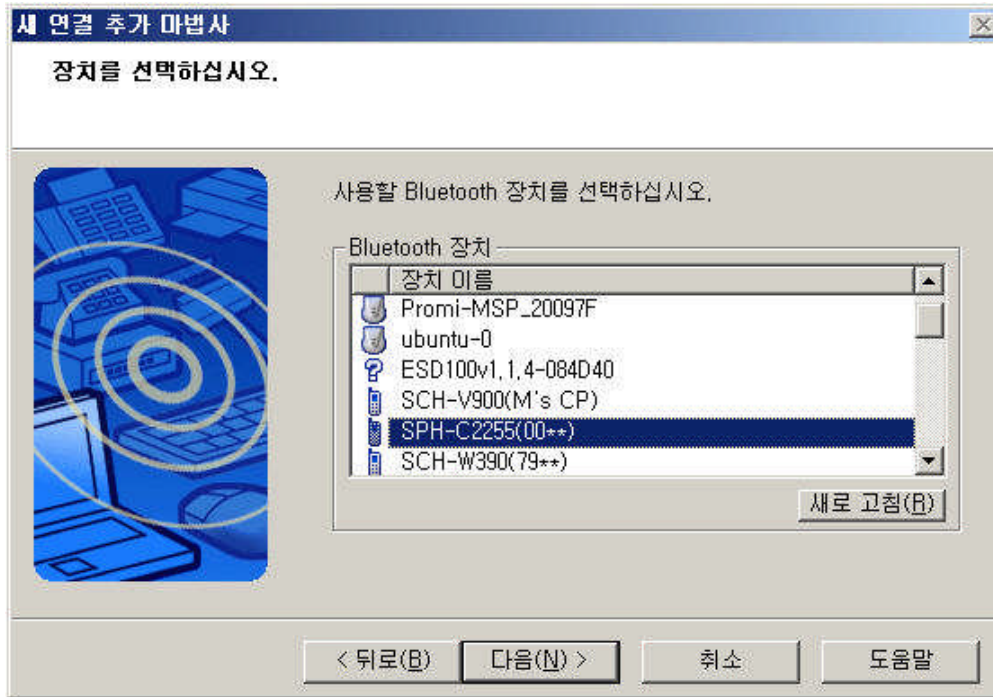 새 연결 추가 마법사
장치를 선택하십시오.
사용할 Bluetooth 장치를 선택하십시오.
Bluetooth 장치
장치 이름
Promi-MSP_20097F
ubuntu-0
ESD100v1.1.4-084D40
SCH-V900(M's CP)
SPH-C2255(00**)
SCH-W390(79**)
새로 고침(R)
< 뒤로(B)
다음(N) >
취소
도움말